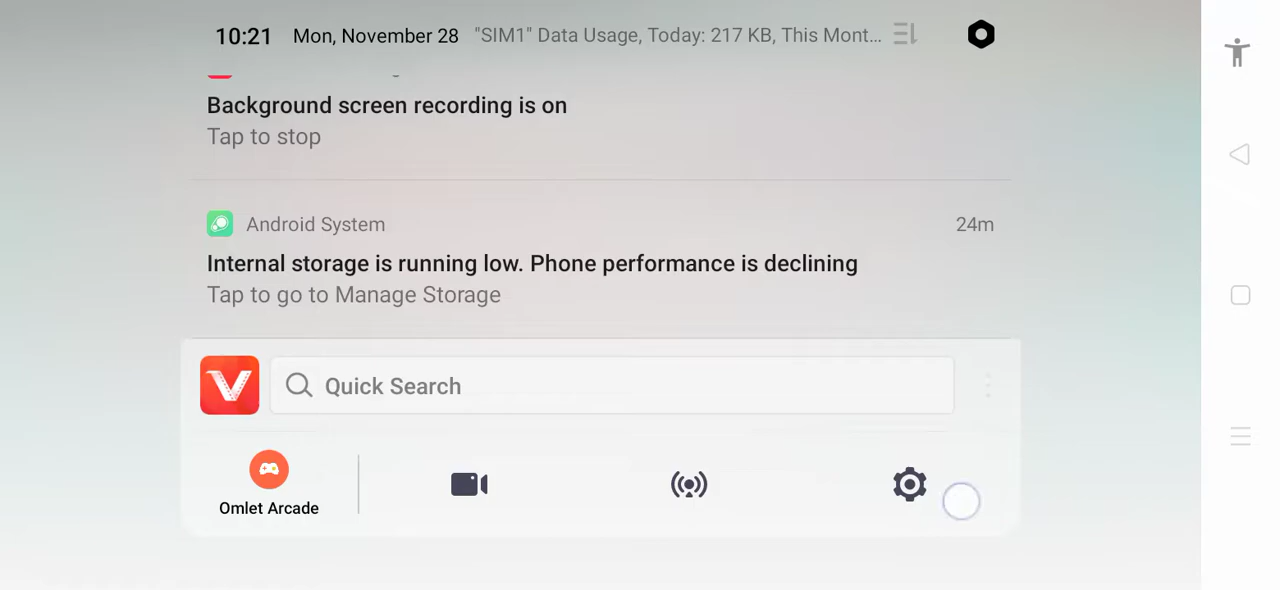 10:21 Mon, November 28 "SIM1" Data Usage, Today: 217 KB, This Mont...
Background screen recording is on
Tap to stop
Android System 24m
Internal storage is running low. Phone performance is declining
Tap to go to Manage Storage
Quick Search
Omlet Arcade